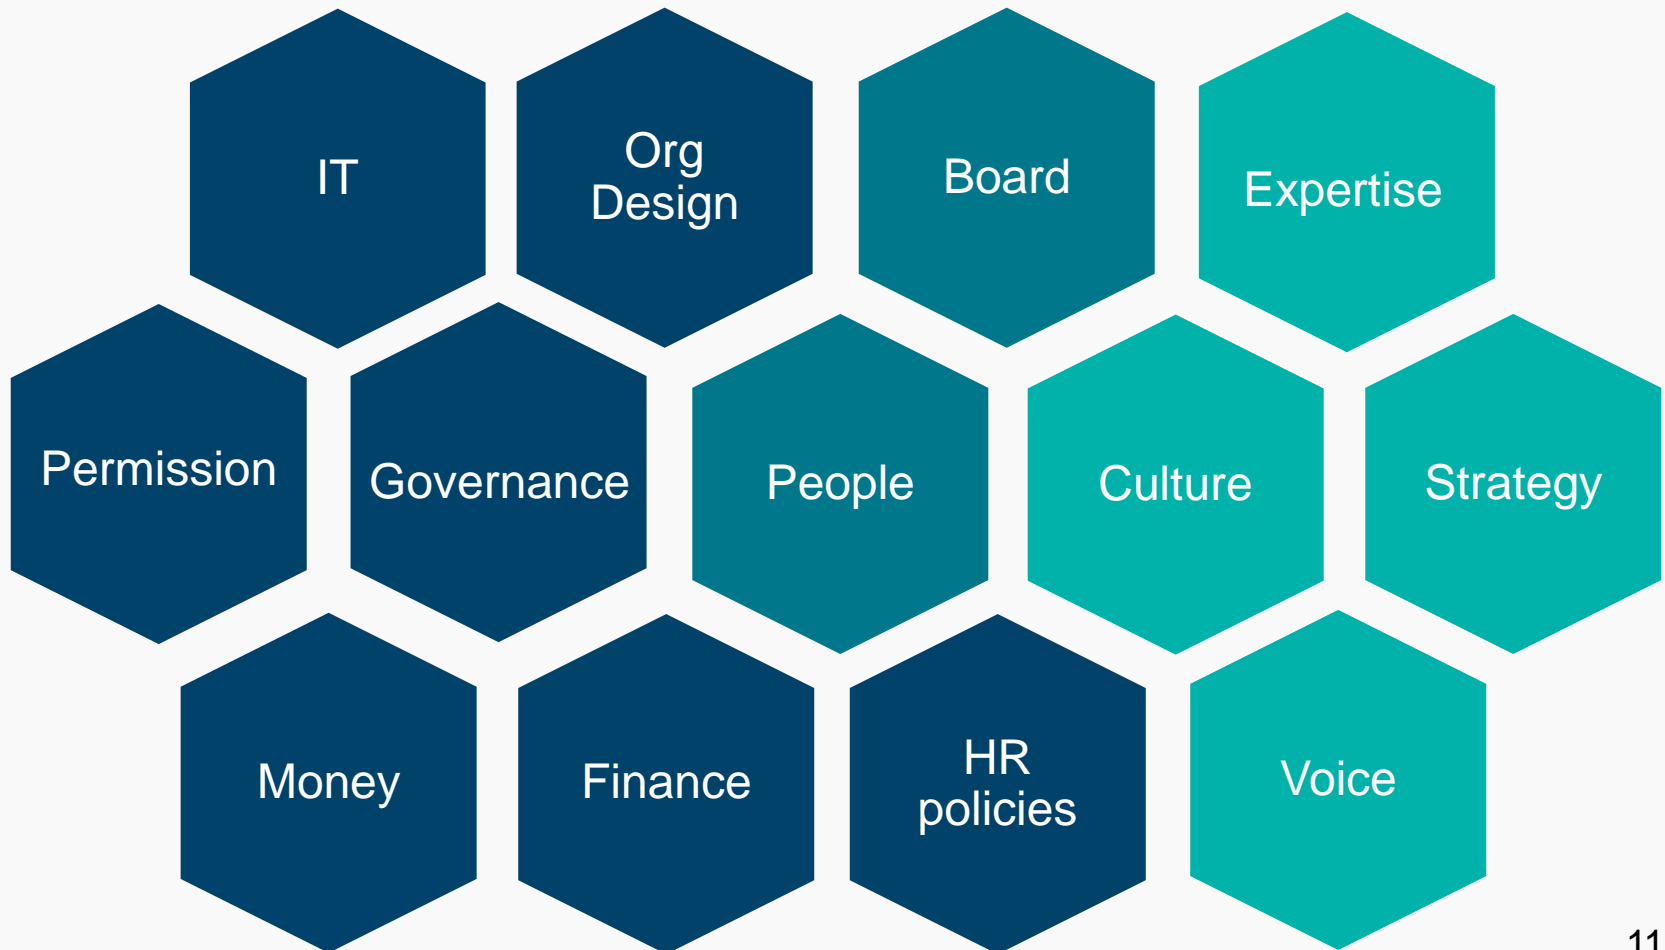 IT
Org
Design
Board
Expertise
Permission
Governance
People
Culture
Strategy
Money
Finance
HR
policies
Voice
11